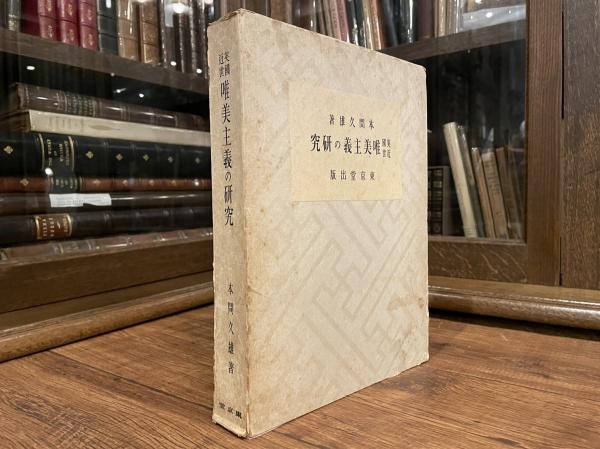 英國近世唯美主義の研究
本間久雄著
東京堂
本間久雄著
英國近世唯美主義の研究
東京堂出版